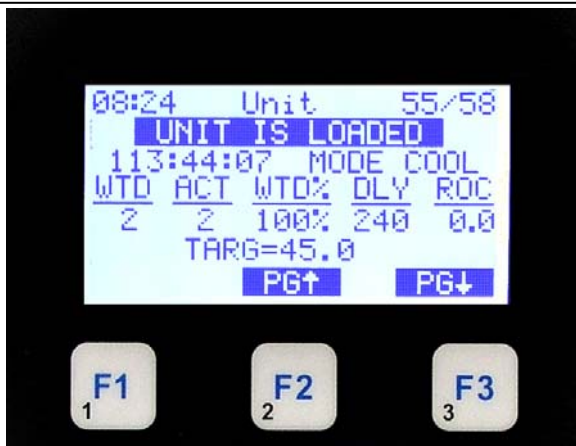 08:24 Unit 55/58
UNIT IS LOADED
113:44:07 MODE COOL
WTD ACT WTD% DLY ROC
2 2 100% 240 0.0
TARG=45.0
PG↑ PG↓
F1 F2 F3
1 2 3